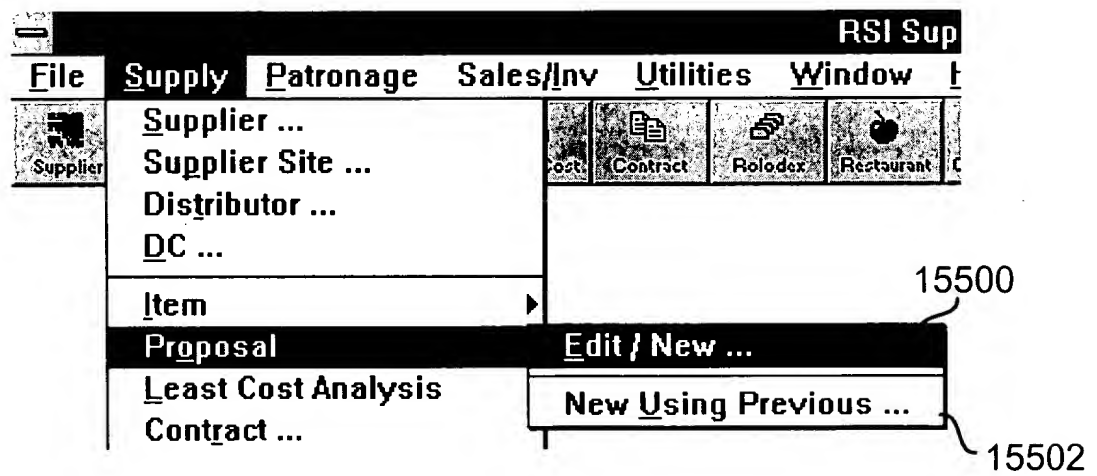 RSI Sup
File Supply Patronage Sales/Inv Utilities Window H
Supplier Cost Contract Rolodex Restaurant
Supplier ...
Supplier Site ...
Distributor ...
DC ...
Item
Proposal
Least Cost Analysis
Contract ...
15500
Edit / New ...
New Using Previous ...
15502